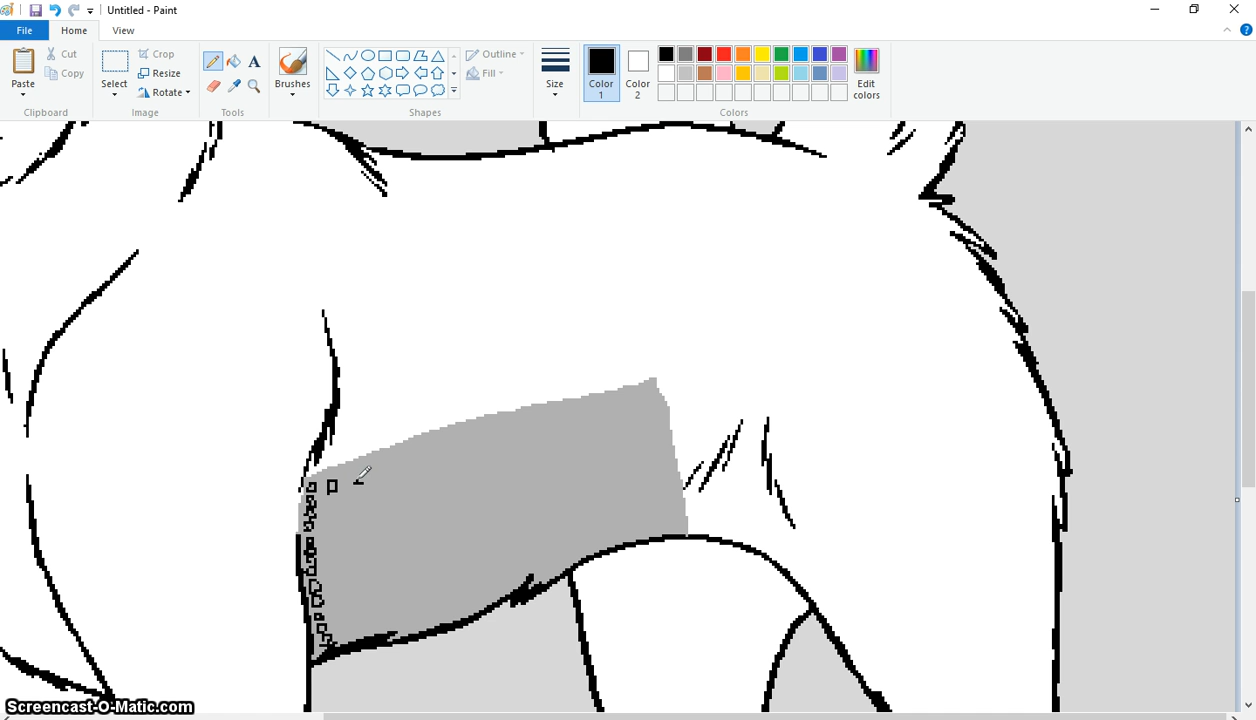 Untitled - Paint
File Home View
Paste
Cut
Copy
Clipboard
Select
Crop
Resize
Rotate
Image
A
Tools
Brushes
Outline
Fill
Shapes
Size
Color 1
Color 2
Edit colors
Colors
Screencast-O-Matic.com